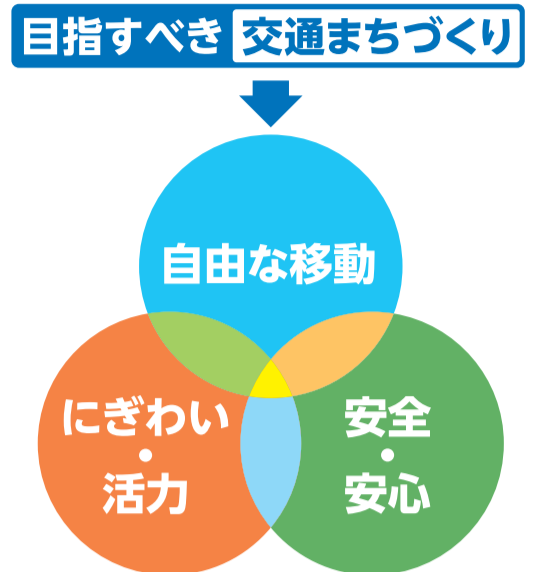 目指すべき 交通まちづくり
自由な移動
にぎわい
・
活力
安全
・
安心